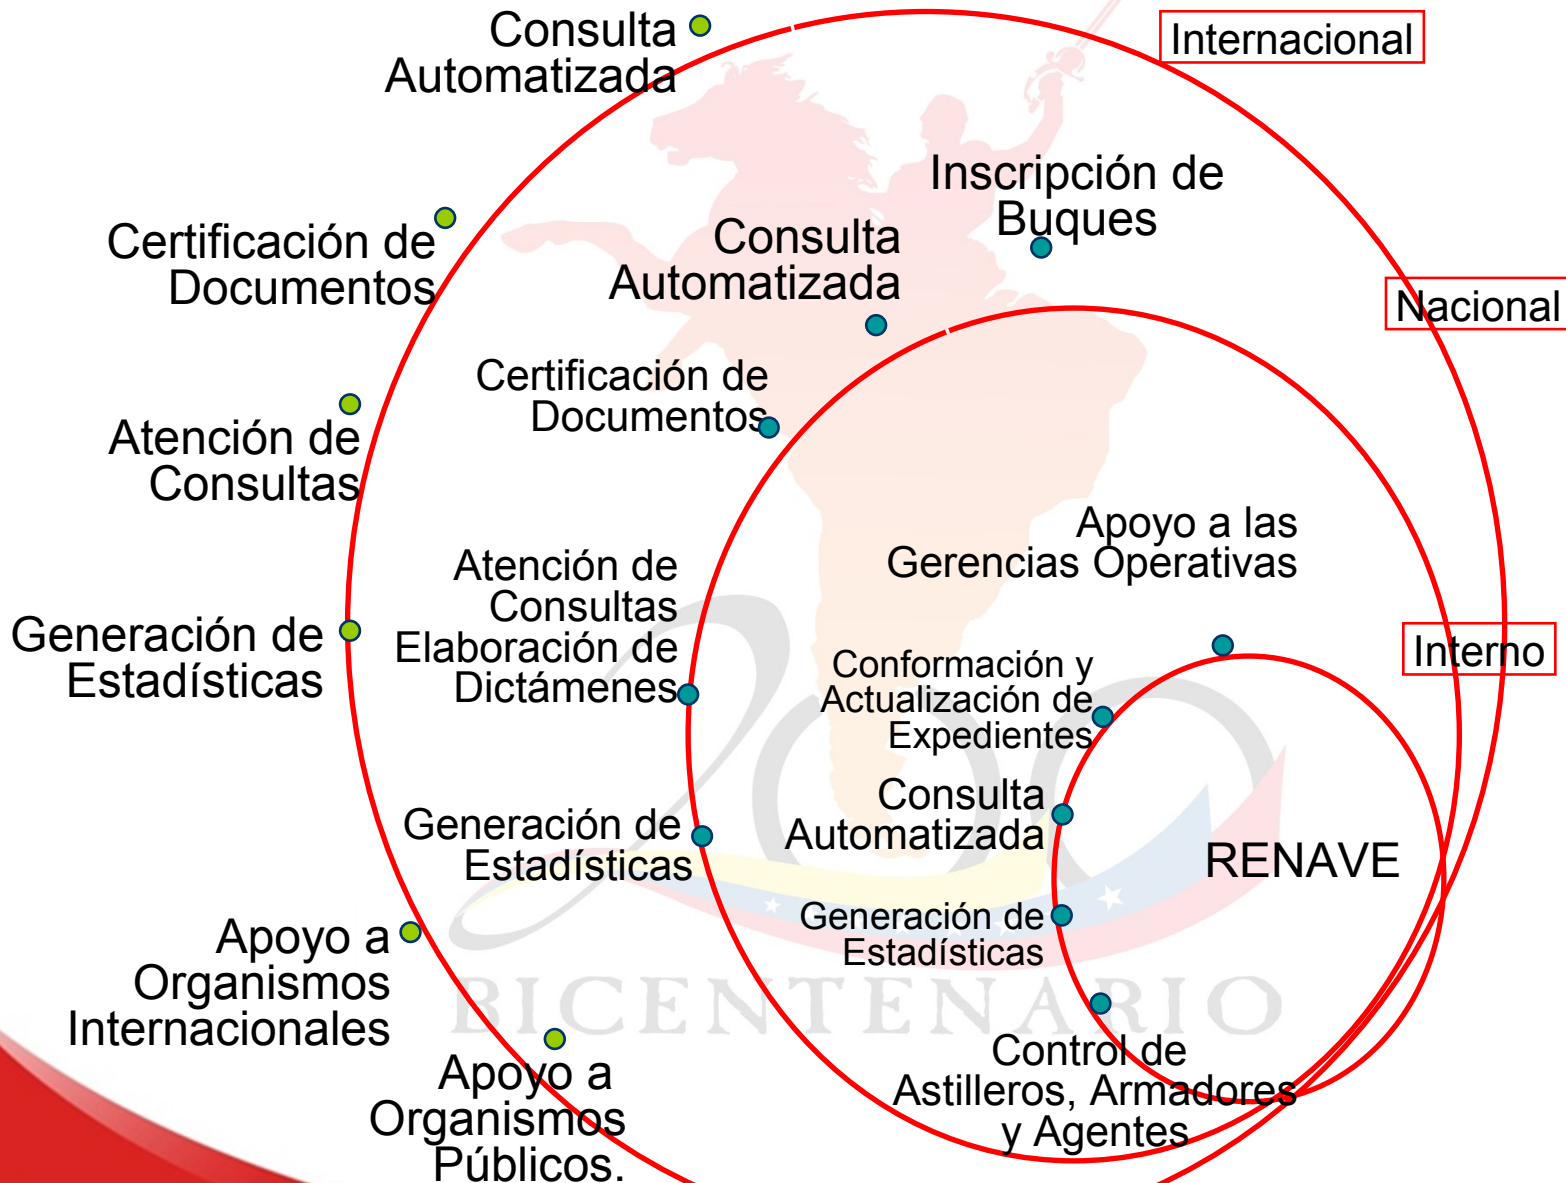 Consulta
Automatizada
Internacional
Inscripción de
Buques
Certificación de
Documentos
Consulta
Automatizada
Nacional
Certificación de
Documentos
Atención de
Consultas
Apoyo a las
Gerencias Operativas
Atención de
Consultas
Elaboración de
Dictámenes
Generación de
Estadísticas
Interno
Conformación y
Actualización de
Expedientes
Consulta
Automatizada
Generación de
Estadísticas
RENAVE
Generación de
Estadísticas
Apoyo a
Organismos
Internacionales
BICENTENARIO
Control de
Astilleros, Armadores
y Agentes
Apoyo a
Organismos
Públicos.
200